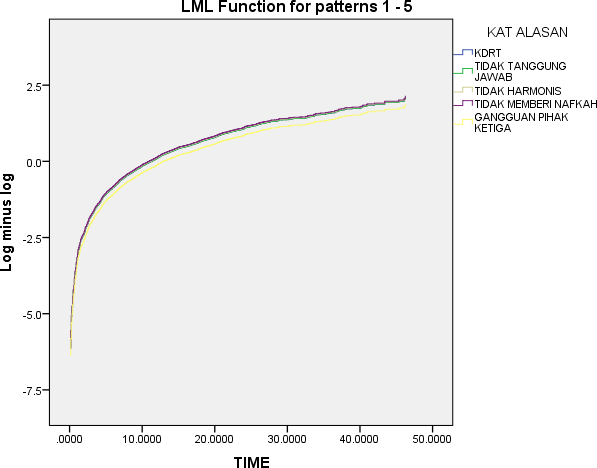 LML Function for patterns 1 - 5
KAT ALASAN
KDRT
TIDAK TANGGUNG
JAWAB
TIDAK HARMONIS
TIDAK MEMBERI NAFKAH
GANGGUAN PIHAK
KETIGA
Log minus log
2.5
0.0
-2.5
-5.0
-7.5
.0000 10.0000 20.0000 30.0000 40.0000 50.0000
TIME